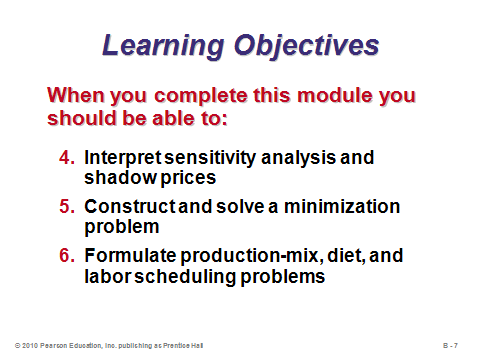 Learning Objectives
When you complete this module you
should be able to:
4. Interpret sensitivity analysis and
shadow prices
5. Construct and solve a minimization
problem
6. Formulate production-mix, diet, and
labor scheduling problems
© 2010 Pearson Education, Inc. publishing as Prentice Hall
B - 7